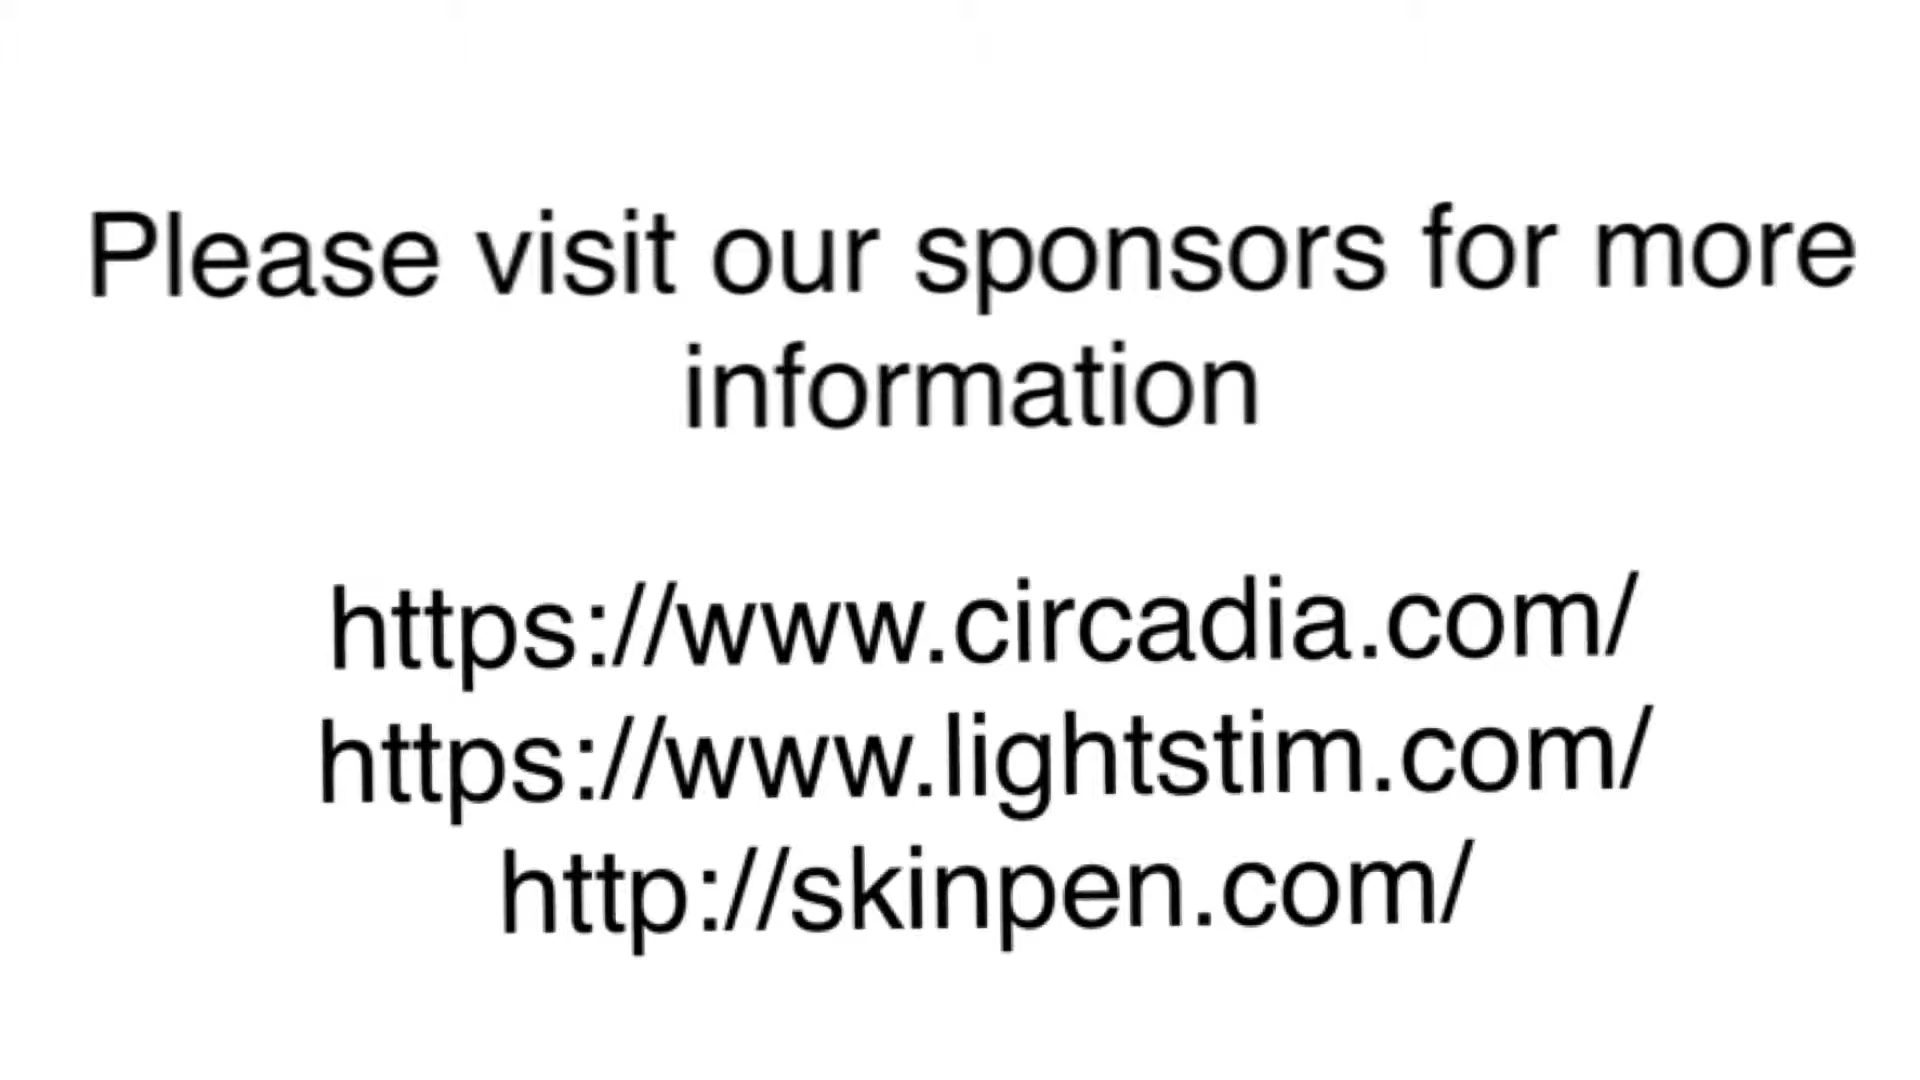 Please visit our sponsors for more
information
https://www.circadia.com/
https://www.lightstim.com/
http://skinpen.com/